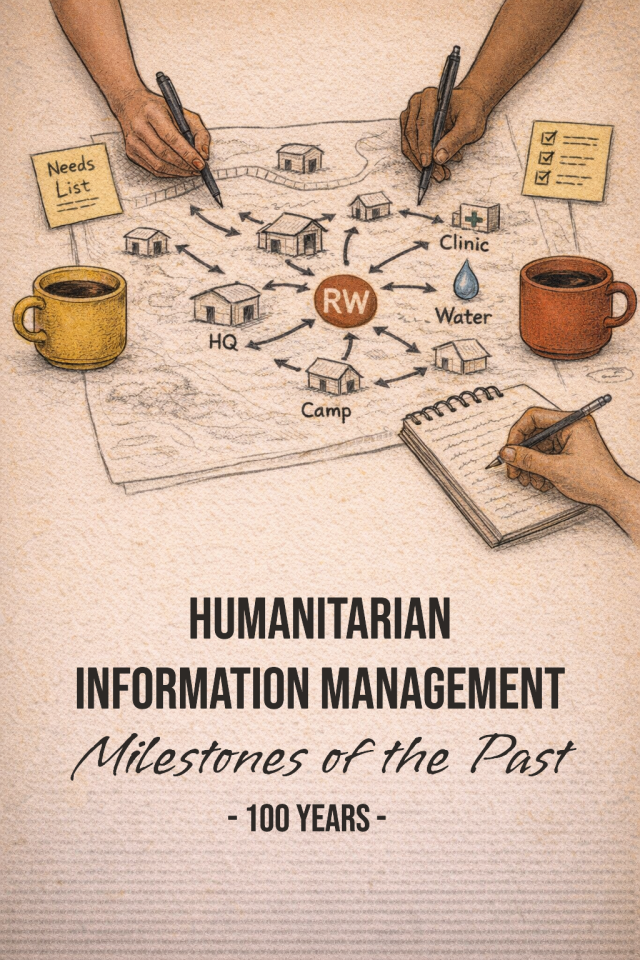 Needs
List
Clinic
RW
Water
HQ
Camp
HUMANITARIAN
INFORMATION MANAGEMENT
Milestones of the Past
- 100 YEARS -